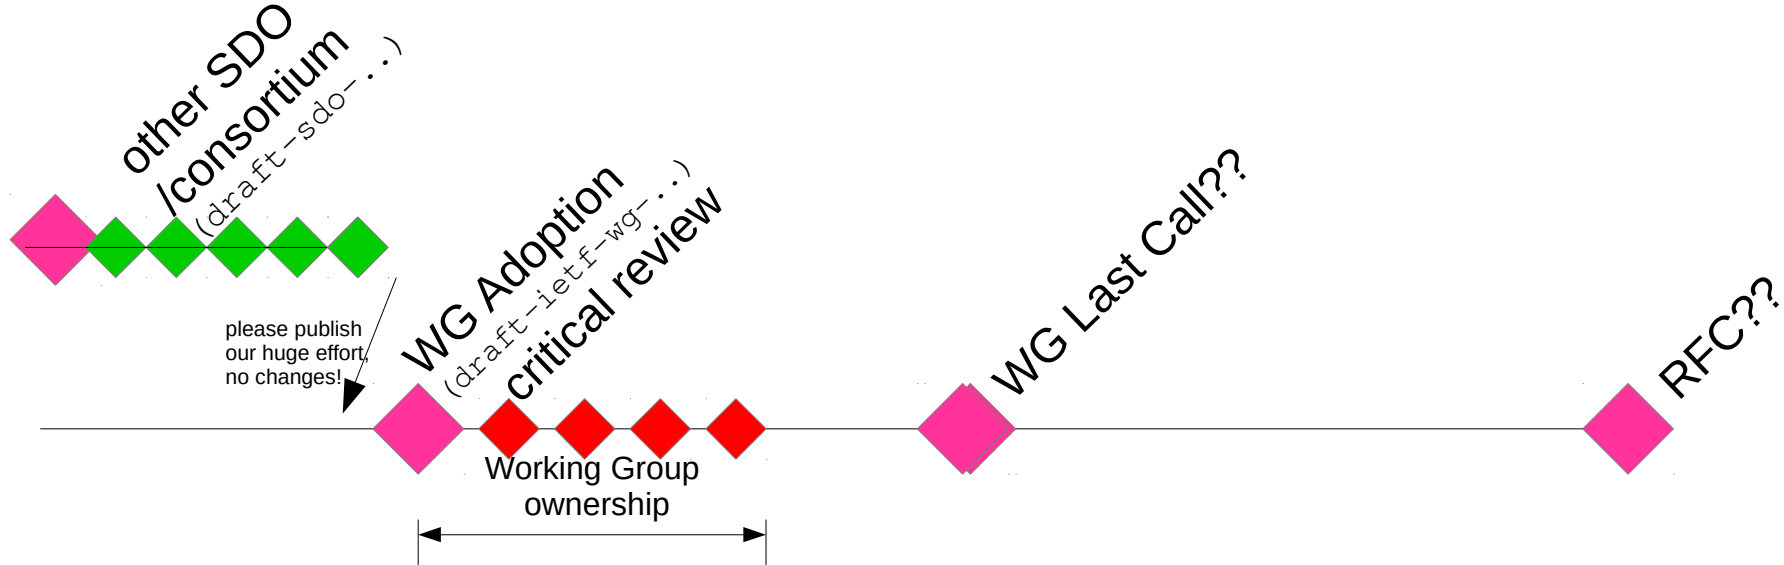 other SDO
/consortium
(draft-sdo-..)
please publish
our huge effort,
no changes!
WG Adoption
(draft-ietf-wg-..)
critical review
Working Group
ownership
WG Last Call??
RFC??